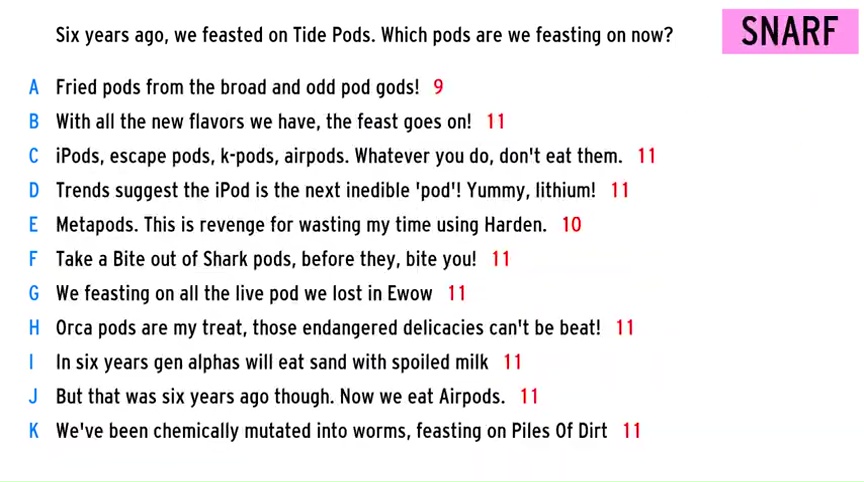 Six years ago, we feasted on Tide Pods. Which pods are we feasting on now?
SNARF
A Fried pods from the broad and odd pod gods! 9
B With all the new flavors we have, the feast goes on! 11
C iPods, escape pods, k-pods, airpods. Whatever you do, don't eat them. 11
D Trends suggest the iPod is the next inedible 'pod'! Yummy, lithium! 11
E Metapods. This is revenge for wasting my time using Harden. 10
F Take a Bite out of Shark pods, before they, bite you! 11
G We feasting on all the live pod we lost in Ewow 11
H Orca pods are my treat, those endangered delicacies can't be beat! 11
I In six years gen alphas will eat sand with spoiled milk 11
J But that was six years ago though. Now we eat Airpods. 11
K We've been chemically mutated into worms, feasting on Piles Of Dirt 11